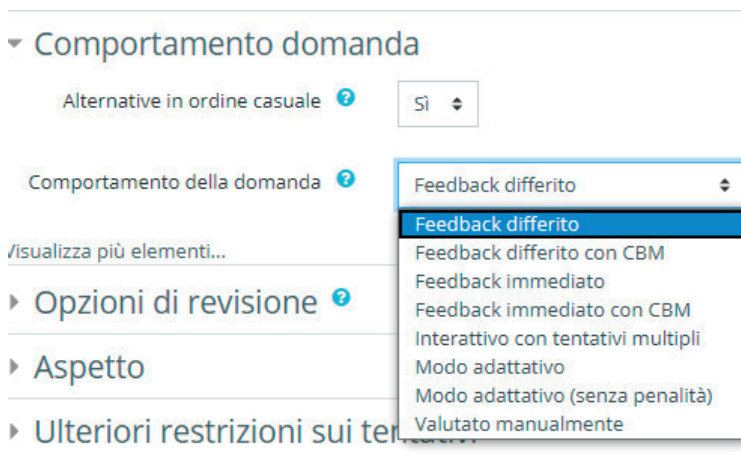 Comportamento domanda
Alternative in ordine casuale
Sì
Comportamento della domanda
Feedback differito
Feedback differito
Feedback differito con CBM
Feedback immediato
Feedback immediato con CBM
Interattivo con tentativi multipli
Modo adattativo
Modo adattativo (senza penalità)
Valutato manualmente
Visualizza più elementi...
Opzioni di revisione
Aspetto
Ulteriori restrizioni sui tentativi